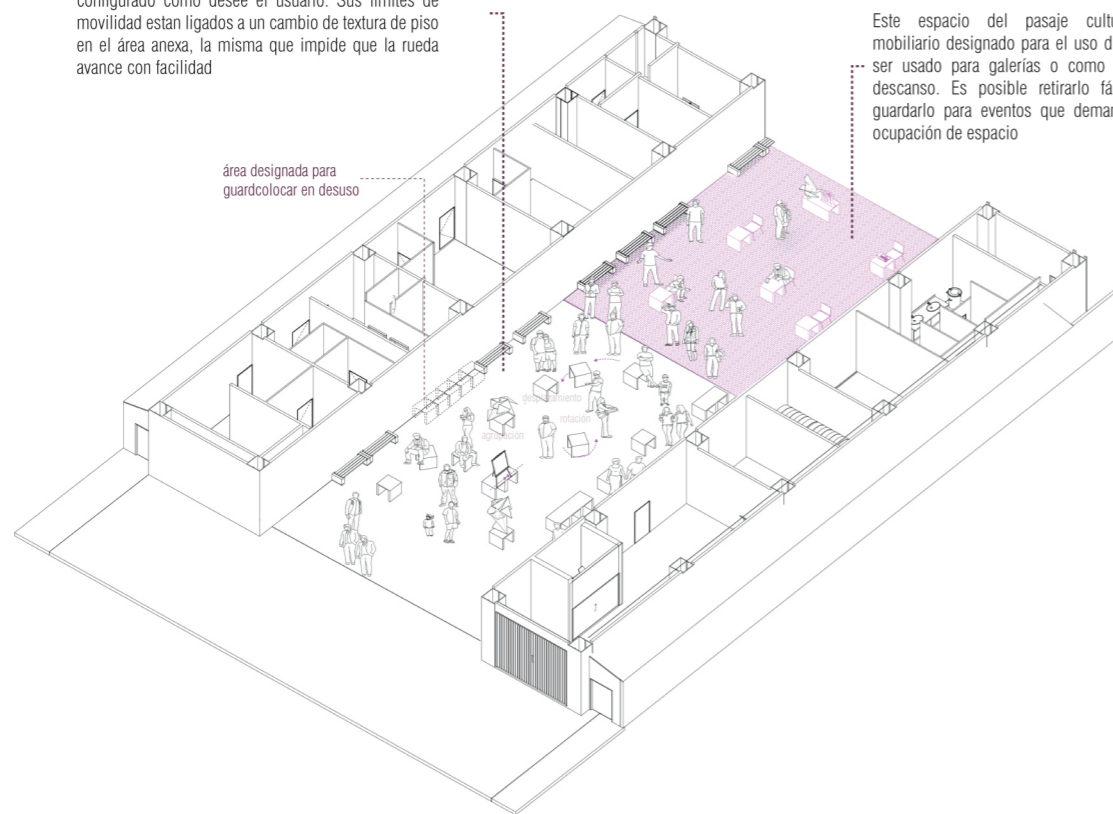 configurado como desee el usuario. Sus límites de
movilidad estan ligados a un cambio de textura de piso
en el área anexa, la misma que impide que la rueda
avance con facilidad
Este espacio del pasaje cult
mobiliario designado para el uso d
ser usado para galerías o como
descanso. Es posible retirarlo fá
guardarlo para eventos que demar
ocupación de espacio
área designada para
guardcolocar en desuso
desplazamiento
rotación
agrupación